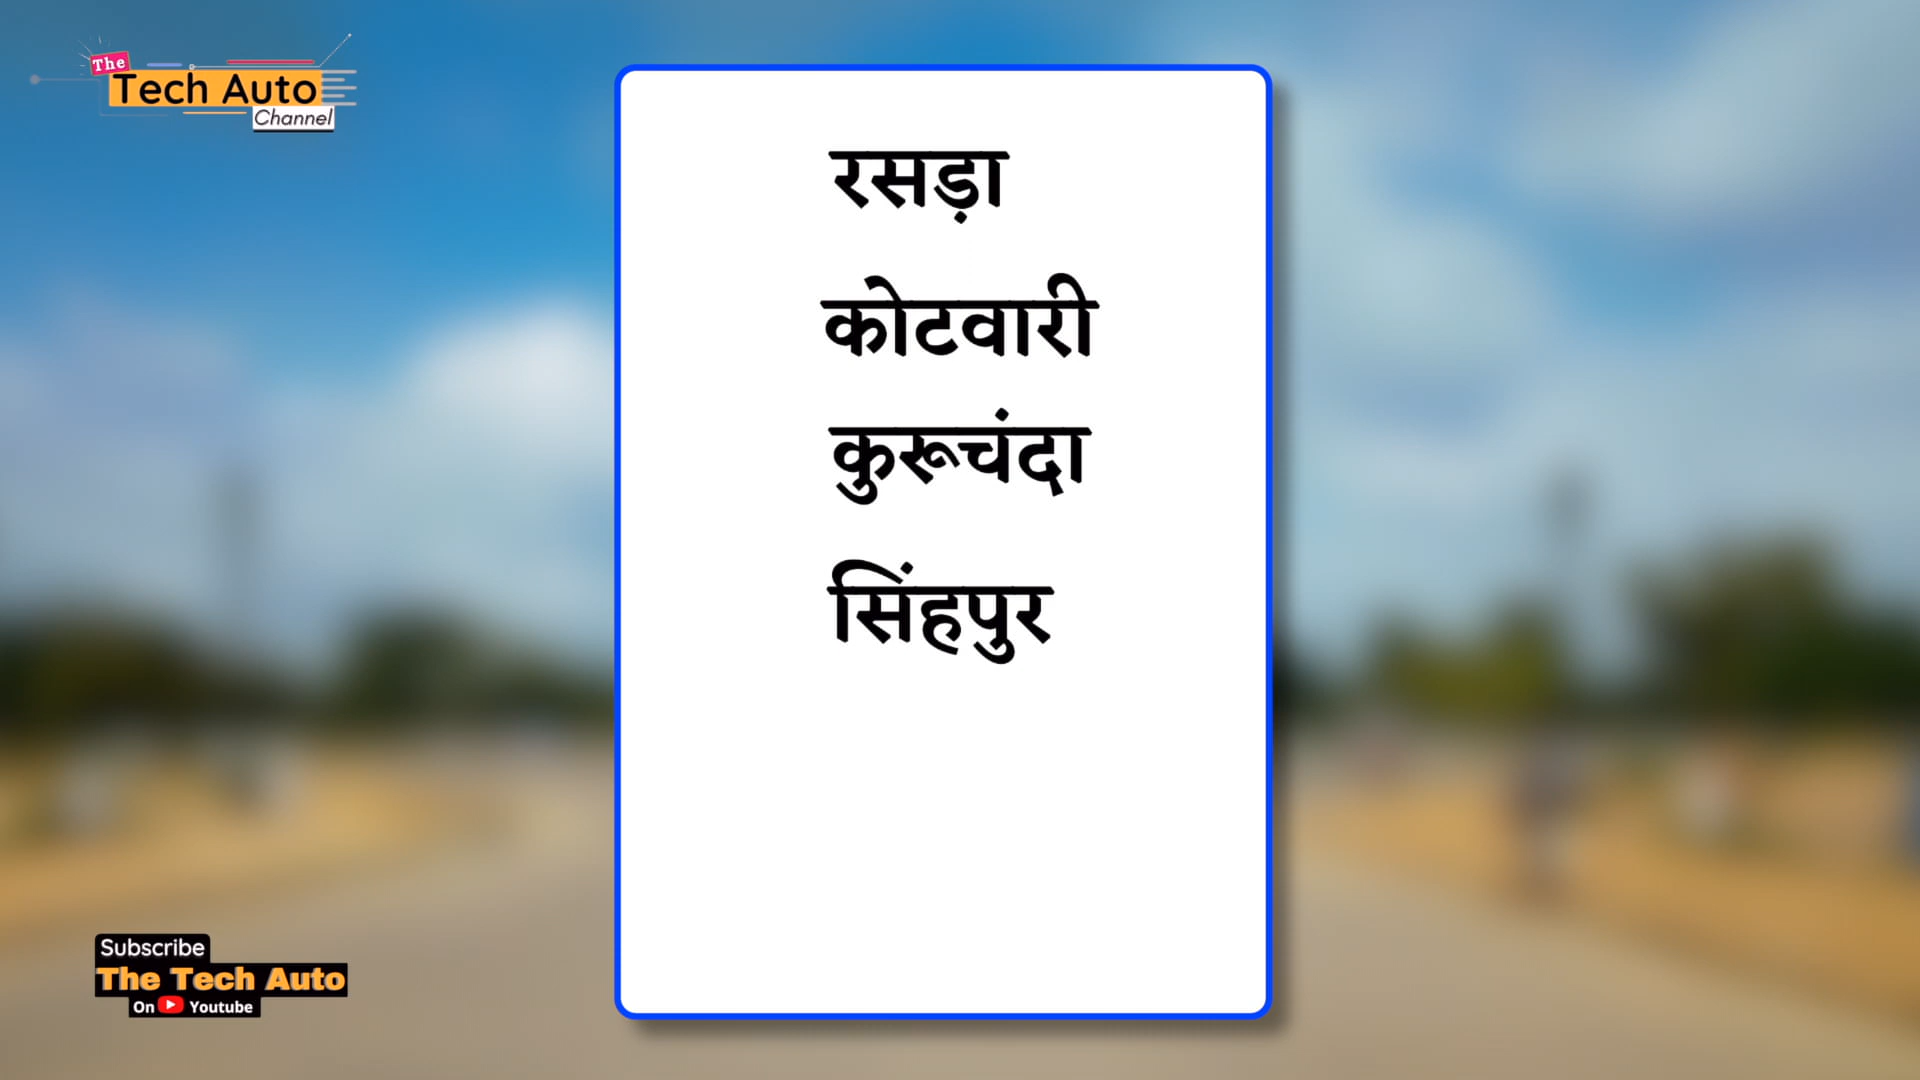 The
Tech Auto
Channel
रसड़ा
कोटवारी
कुरूचंदा
सिंहपुर
Subscribe
The Tech Auto
On Youtube